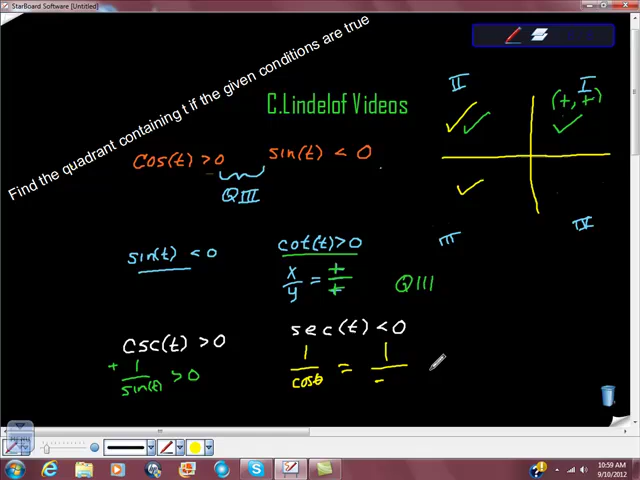 StarBoard Software [Untitled]
Find the quadrant containing t if the given conditions are true
C.Lindelof Videos
II
I
(+, +)
cos(t) > 0 sin(t) < 0
QIII
III
IV
sin(t) < 0 cot(t) > 0
x/y = +/+
QIII
csc(t) > 0 sec(t) < 0
+ 1/sin(t) > 0
1/cost = 1/-
10:59 AM
9/10/2012